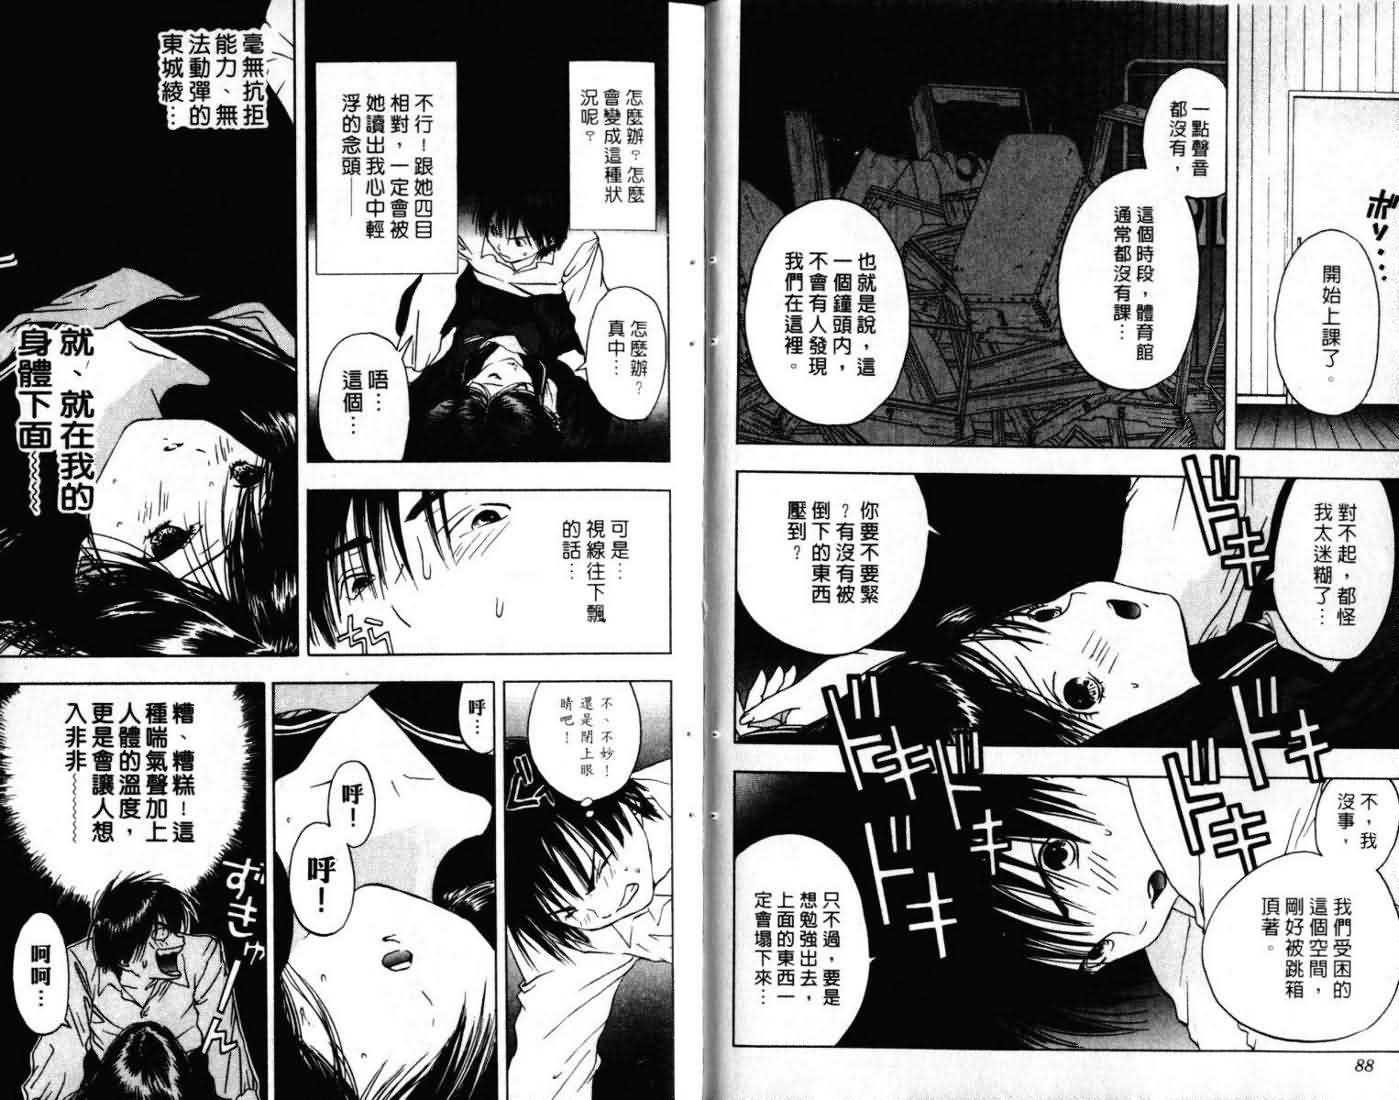 ボソ…
開始上課了。
一點聲音
都沒有，
這個時段，體育館
通常都沒有課…
也就是說，這
一個鐘頭內，
不會有人發現
我們在這裡。
對不起，都怪
我太迷糊了…
ドキ
你要不要緊
？有沒有被
倒下的東西
壓到？
ドキ
ドキ
ドキ
ドキ
不，我
沒事，
我們受困的
這個空間，
剛好被跳箱
頂著。
只不過，要是
想勉強出去，
上面的東西一
定會塌下來…
88
怎麼辦？怎麼
會變成這種狀
況呢？
不行！跟她四目
相對，一定會被
她讀出我心中輕
浮的念頭——
怎麼辦？
真中…
唔…
這個…
毫無抗拒
能力、無
法動彈的
東城綾…
就、就在我的
身體下面～～～
可是…
視線往下飄
的話…
ちら
不、不妙！
還是閉上眼
睛吧！
呼…
呼！
呼！
糟、糟糕！這
種喘氣聲加上
人體的溫度，
更是會讓人想
入非非～～～
ずきゅーん
呵
呵…